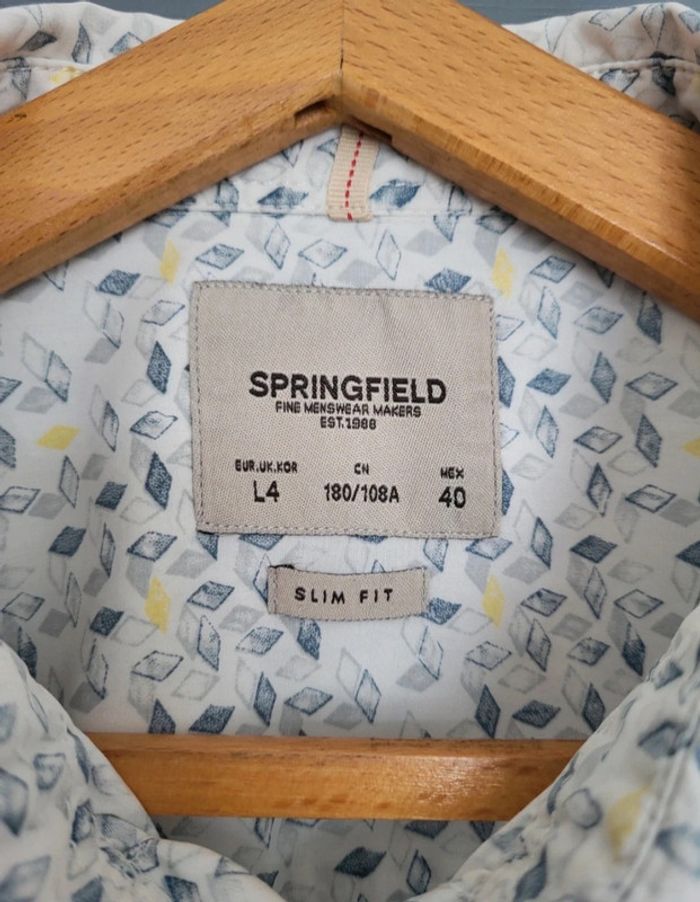 SPRINGFIELD
FINE MENSWEAR MAKERS
EST.1988
EUR.UK.KOR CN MEX
L4 180/108A 40
SLIM FIT